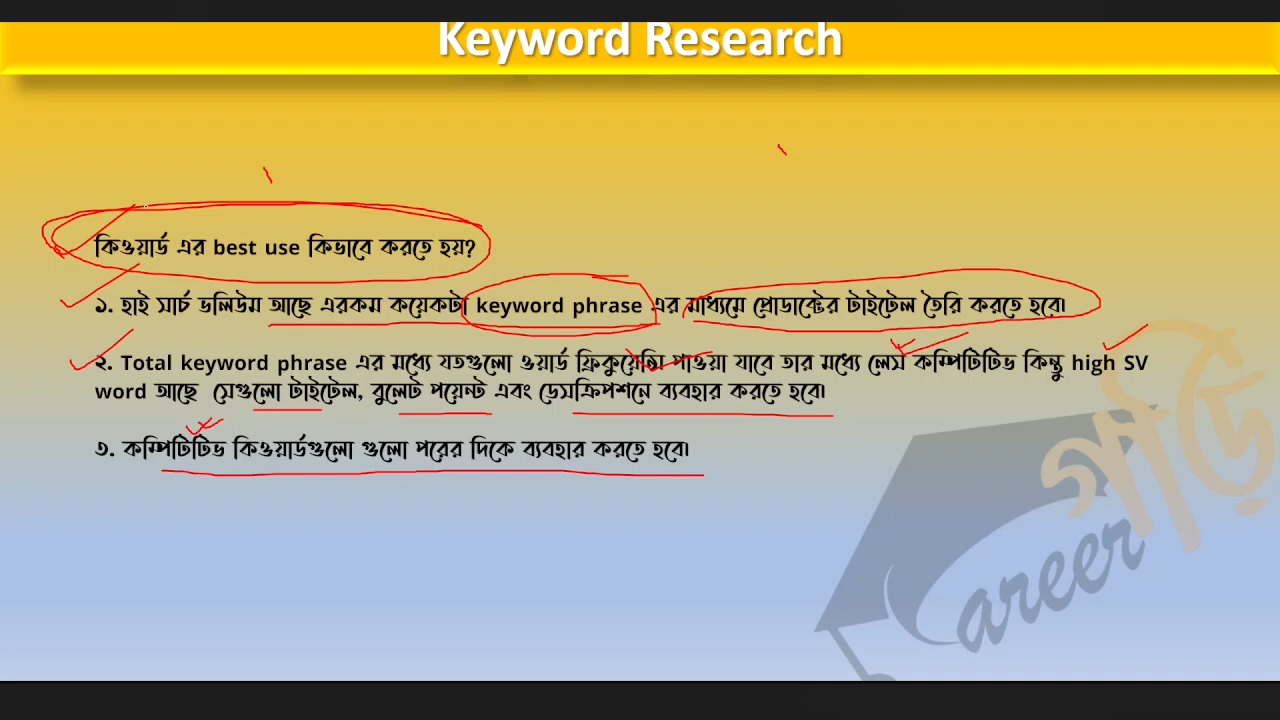 Keyword Research
কিওয়ার্ড এর best use কিভাবে করতে হয়?
১. হাই সার্চ ভলিউম আছে এরকম কয়েকটা keyword phrase এর মাধ্যমে প্রোডাক্টের টাইটেল তৈরি করতে হবে।
২. Total keyword phrase এর মধ্যে যতগুলো ওয়ার্ড ফ্রিকুয়েন্সি পাওয়া যাবে তার মধ্যে লেস কম্পিটিটিভ কিন্তু high SV
word আছে সেগুলো টাইটেল, বুলেট পয়েন্ট এবং ডেসক্রিপশনে ব্যবহার করতে হবে।
৩. কম্পিটিটিভ কিওয়ার্ডগুলো গুলো পরের দিকে ব্যবহার করতে হবে।
গড়ি
Career